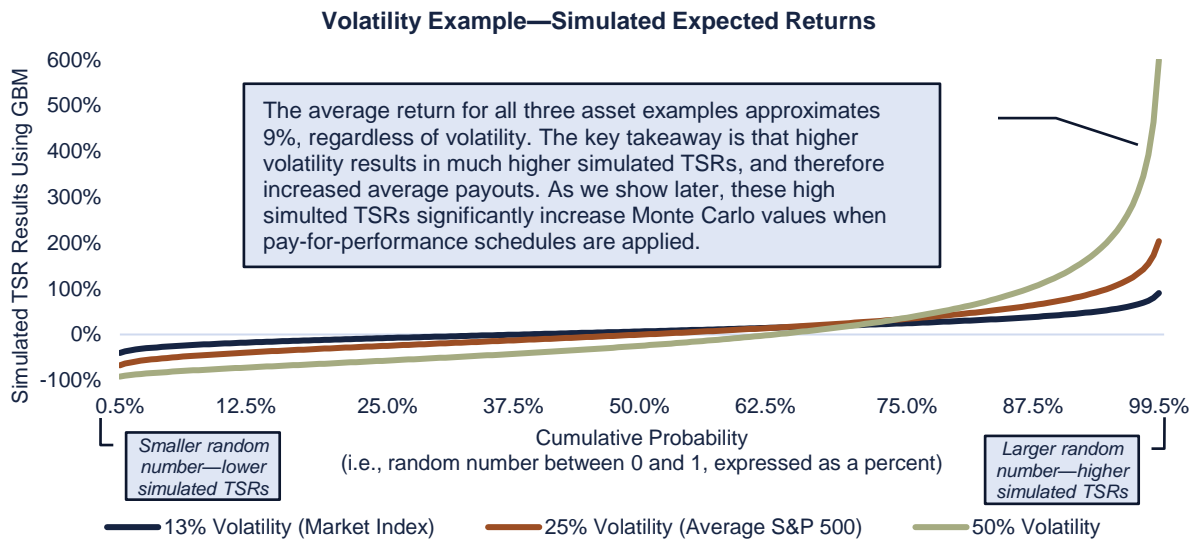 Volatility Example—Simulated Expected Returns
Simulated TSR Results Using GBM
600%
500%
400%
300%
200%
100%
0%
-100%
The average return for all three asset examples approximates
9%, regardless of volatility. The key takeaway is that higher
volatility results in much higher simulated TSRs, and therefore
increased average payouts. As we show later, these high
simulted TSRs significantly increase Monte Carlo values when
pay-for-performance schedules are applied.
0.5% 12.5% 25.0% 37.5% 50.0% 62.5% 75.0% 87.5% 99.5%
Smaller random
number—lower
simulated TSRs
Cumulative Probability
(i.e., random number between 0 and 1, expressed as a percent)
Larger random
number—higher
simulated TSRs
13% Volatility (Market Index) 25% Volatility (Average S&P 500) 50% Volatility